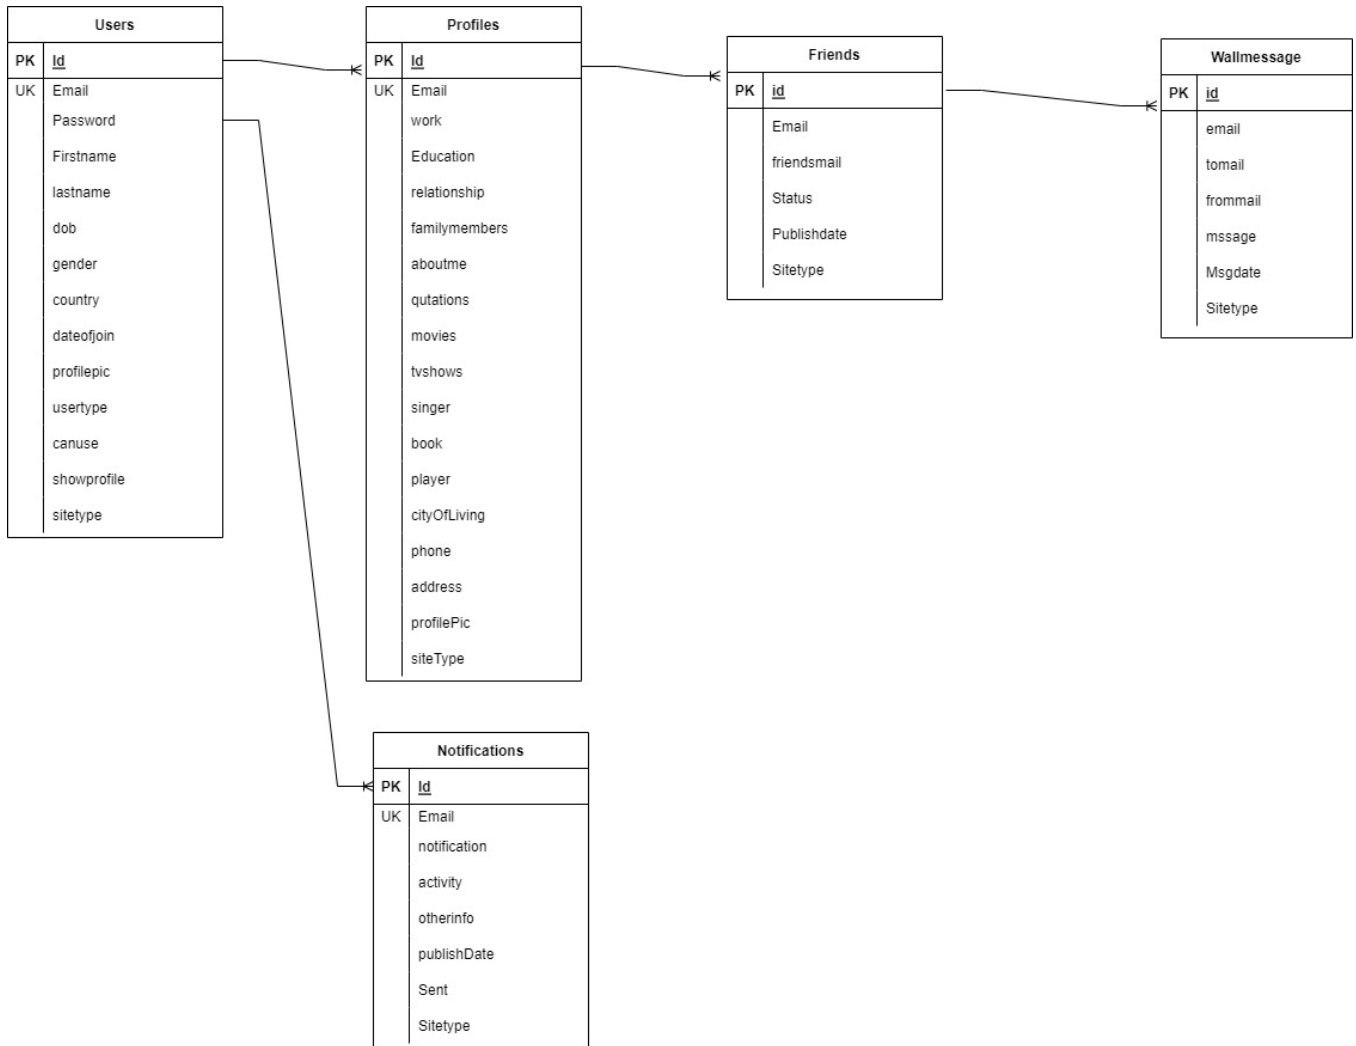 Users
PK Id
UK Email
Password
Firstname
lastname
dob
gender
country
dateofjoin
profilepic
usertype
canuse
showprofile
sitetype
Profiles
PK Id
UK Email
work
Education
relationship
familymembers
aboutme
qutations
movies
tvshows
singer
book
player
cityOfLiving
phone
address
profilePic
siteType
Friends
PK id
Email
friendsmail
Status
Publishdate
Sitetype
Wallmessage
PK id
email
tomail
frommail
mssage
Msgdate
Sitetype
Notifications
PK Id
UK Email
notification
activity
otherinfo
publishDate
Sent
Sitetype